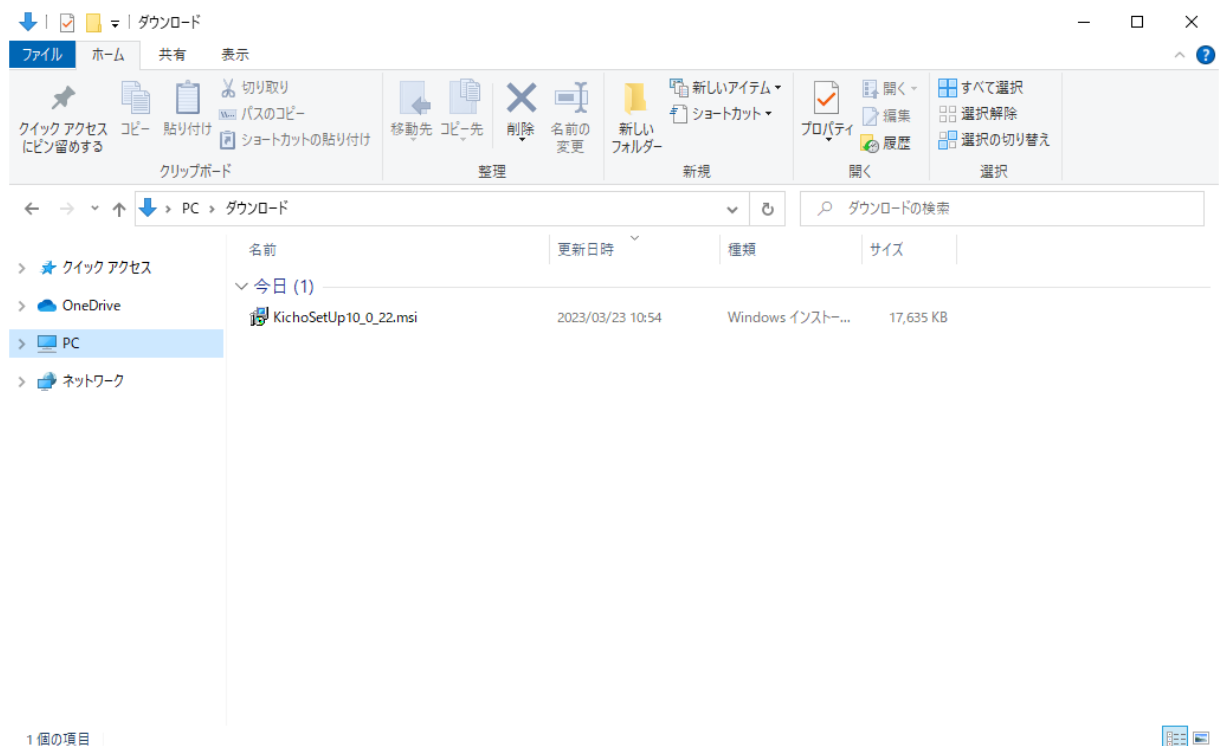 ダウンロード
ファイル ホーム 共有 表示
クイック アクセス
にピン留めする
コピー
貼り付け
切り取り
パスのコピー
ショートカットの貼り付け
クリップボード
移動先
コピー先
削除
名前の
変更
整理
新しい
フォルダー
新しいアイテム
ショートカット
新規
プロパティ
開く
編集
履歴
開く
すべて選択
選択解除
選択の切り替え
選択
PC › ダウンロード
ダウンロードの検索
クイック アクセス
OneDrive
PC
ネットワーク
名前 更新日時 種類 サイズ
今日 (1)
KichoSetUp10_0_22.msi 2023/03/23 10:54 Windows インストー... 17,635 KB
1 個の項目